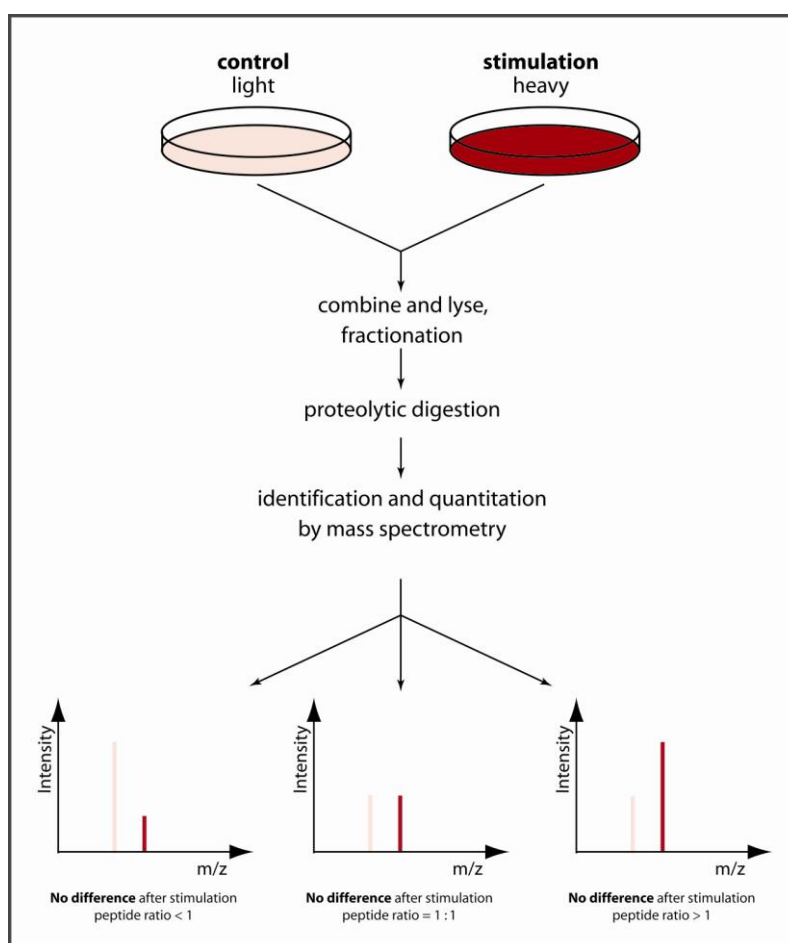 control
light
stimulation
heavy
combine and lyse,
fractionation
proteolytic digestion
identification and quantitation
by mass spectrometry
Intensity
m/z
No difference after stimulation
peptide ratio < 1
Intensity
m/z
No difference after stimulation
peptide ratio = 1 : 1
Intensity
m/z
No difference after stimulation
peptide ratio > 1